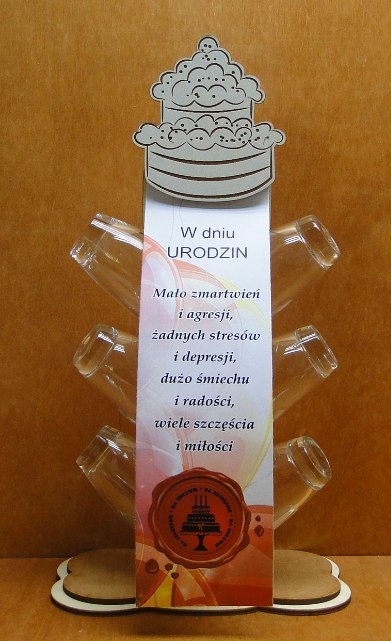 W dniu
URODZIN
Mało zmartwień
i agresji,
żadnych stresów
i depresji,
dużo śmiechu
i radości,
wiele szczęścia
i miłości